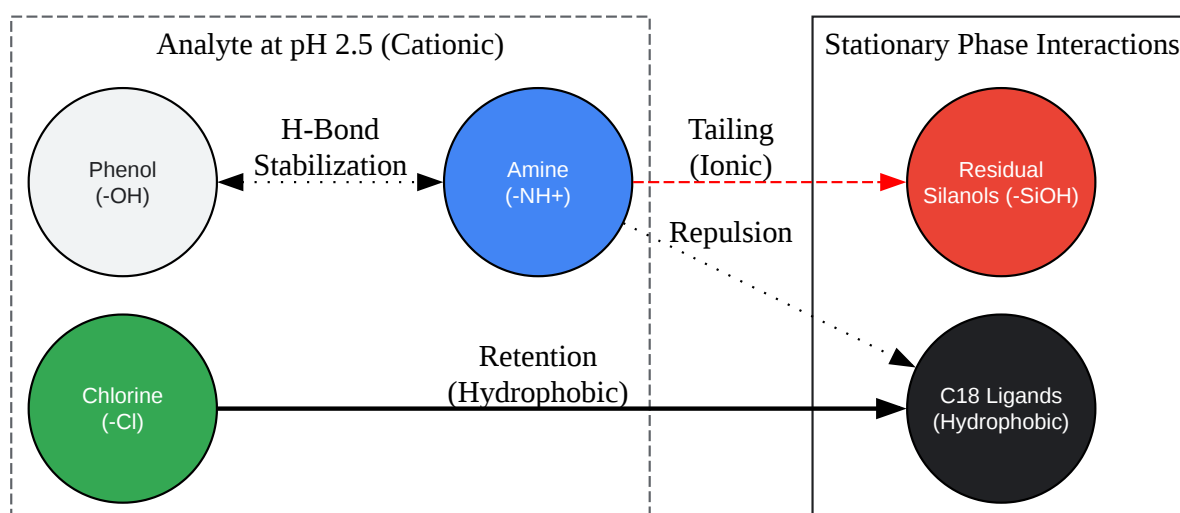 Analyte at pH 2.5 (Cationic)
Stationary Phase Interactions
Phenol
(-OH)
H-Bond
Stabilization
Amine
(-NH+)
Tailing
(Ionic)
Residual
Silanols (-SiOH)
Repulsion
Chlorine
(-Cl)
Retention
(Hydrophobic)
C18 Ligands
(Hydrophobic)